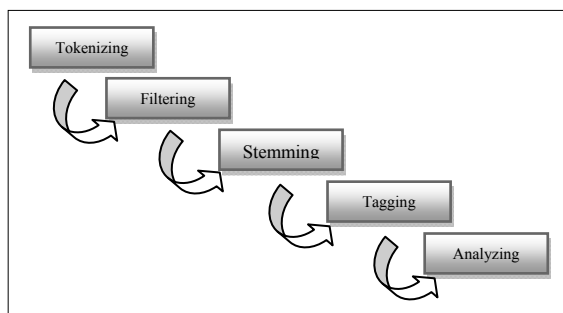 Tokenizing
Filtering
Stemming
Tagging
Analyzing